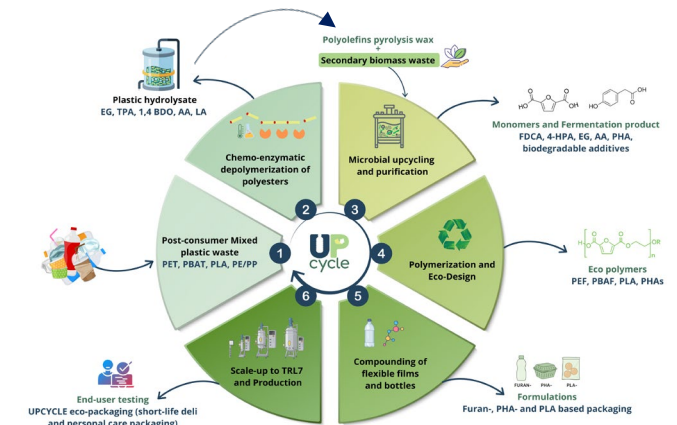 Polyolefins pyrolysis wax
+
Secondary biomass waste
Plastic hydrolysate
EG, TPA, 1,4 BDO, AA, LA
Chemo-enzymatic
depolymerization of
polyesters
2
Microbial upcycling
and purification
3
HO
O
O
O
OH
HO
O
OH
Monomers and Fermentation product
FDCA, 4-HPA, EG, AA, PHA,
biodegradable additives
Post-consumer Mixed
plastic waste
PET, PBAT, PLA, PE/PP
1
UP
cycle
4
Polymerization and
Eco-Design
H
O
O
O
O
O
OR
n
Eco polymers
PEF, PBAF, PLA, PHAs
6
Scale-up to TRL7
and Production
5
Compounding of
flexible films
and bottles
End-user testing
UPCYCLE eco-packaging (short-life deli
and personal care packaging)
FURAN- PHA- PLA-
Formulations
Furan-, PHA- and PLA based packaging